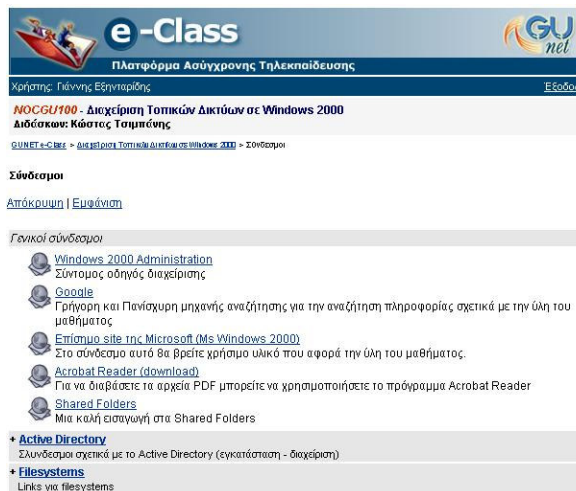 e-Class
GU
net
Πλατφόρμα Ασύγχρονης Τηλεκπαίδευσης
Χρήστης: Γιάννης Εξηνταρίδης
Έξοδος
NOCGU100 - Διαχείριση Τοπικών Δικτύων σε Windows 2000
Διδάσκων: Κώστας Τσιμπάνης
GUNET e-Class > Διαχείριση Τοπικών Δικτύων σε Windows 2000 > Σύνδεσμοι
Σύνδεσμοι
Απόκρυψη | Εμφάνιση
Γενικοί σύνδεσμοι
Windows 2000 Administration
Σύντομος οδηγός διαχείρισης
Google
Γρήγορη και Πανίσχυρη μηχανής αναζήτησης για την αναζήτηση πληροφορίας σχετικά με την ύλη του
μαθήματος
Επίσημο site της Microsoft (Ms Windows 2000)
Στο σύνδεσμο αυτό θα βρείτε χρήσιμο υλικό που αφορά την ύλη του μαθήματος.
Acrobat Reader (download)
Για να διαβάσετε τα αρχεία PDF μπορείτε να χρησιμοποιήσετε το πρόγραμμα Acrobat Reader
Shared Folders
Μια καλή εισαγωγή στα Shared Folders
+ Active Directory
Σλυνδεσμοι σχετικά με το Active Directory (εγκατάσταση - διαχείριση)
+ Filesystems
Links για filesystems